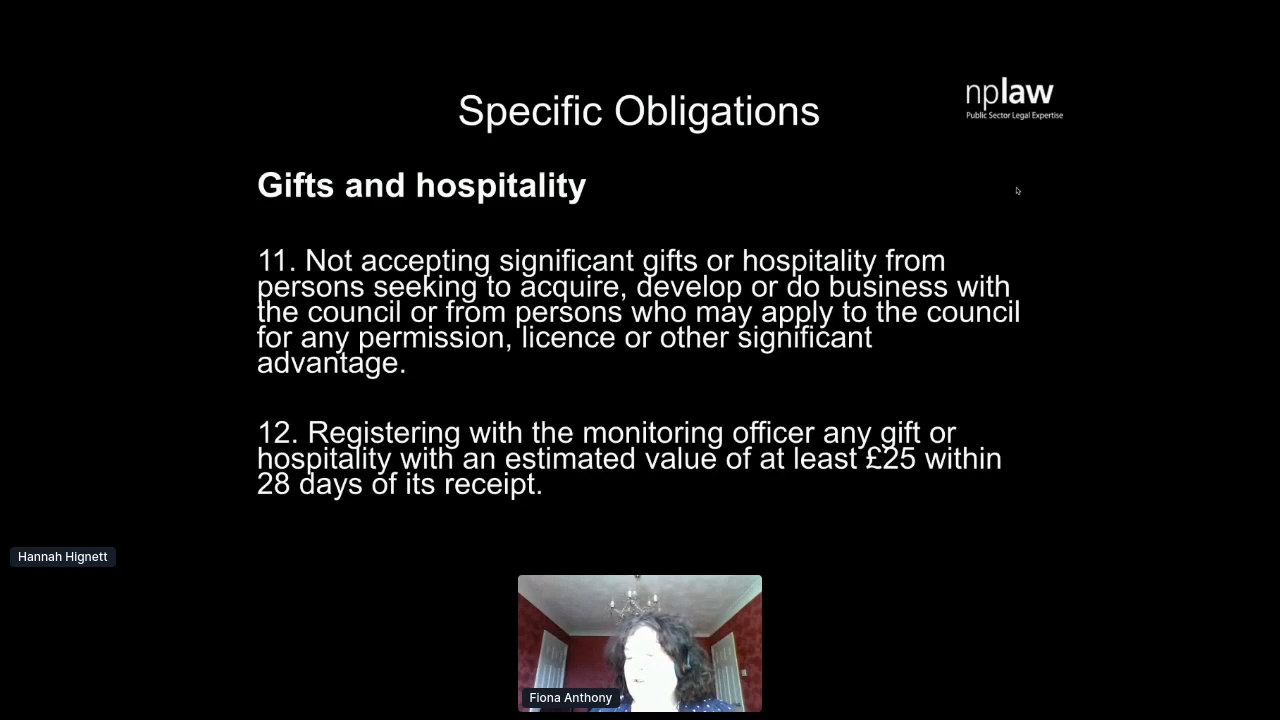 Specific Obligations
nplaw
Public Sector Legal Expertise
Gifts and hospitality
11. Not accepting significant gifts or hospitality from
persons seeking to acquire, develop or do business with
the council or from persons who may apply to the council
for any permission, licence or other significant
advantage.
12. Registering with the monitoring officer any gift or
hospitality with an estimated value of at least £25 within
28 days of its receipt.
Hannah Hignett
Fiona Anthony